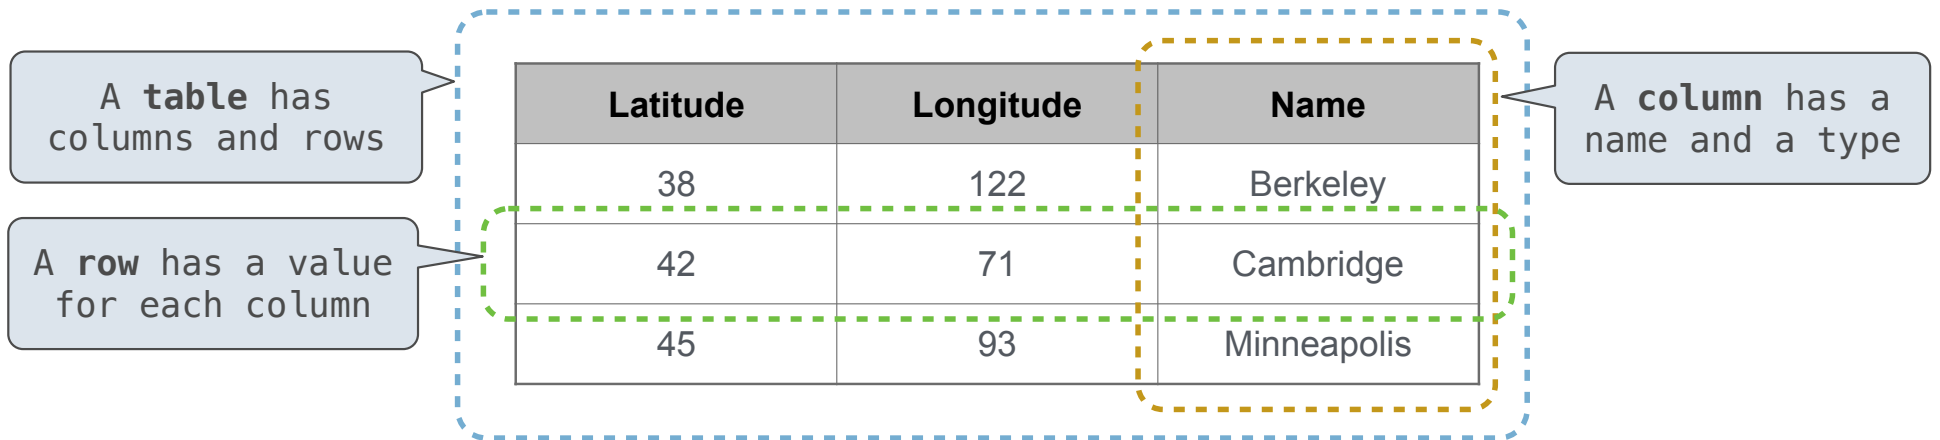 A table has
columns and rows
A row has a value
for each column
Latitude Longitude Name
38 122 Berkeley
42 71 Cambridge
45 93 Minneapolis
A column has a
name and a type